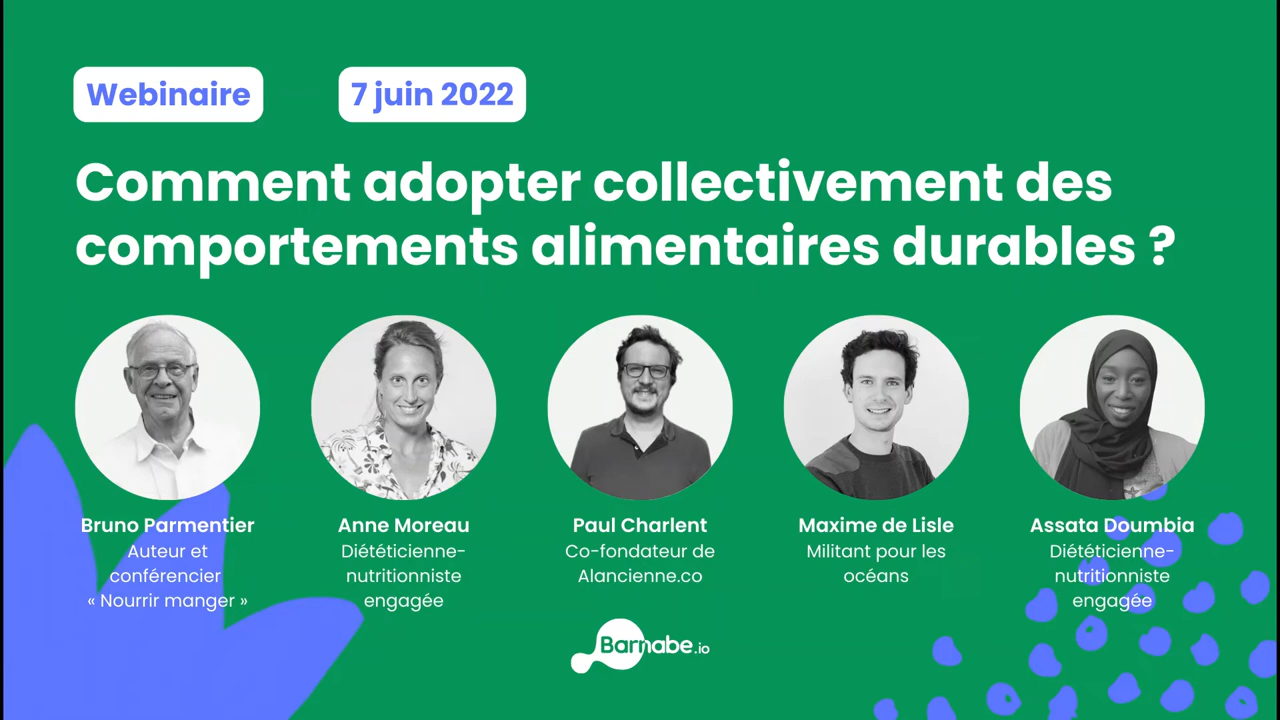 Webinaire
7 juin 2022
Comment adopter collectivement des
comportements alimentaires durables ?
Bruno Parmentier
Auteur et
conférencier
« Nourrir manger »
Anne Moreau
Diététicienne-
nutritionniste
engagée
Paul Charlent
Co-fondateur de
Alancienne.co
Maxime de Lisle
Militant pour les
océans
Assata Doumbia
Diététicienne-
nutritionniste
engagée
Barnabe.io